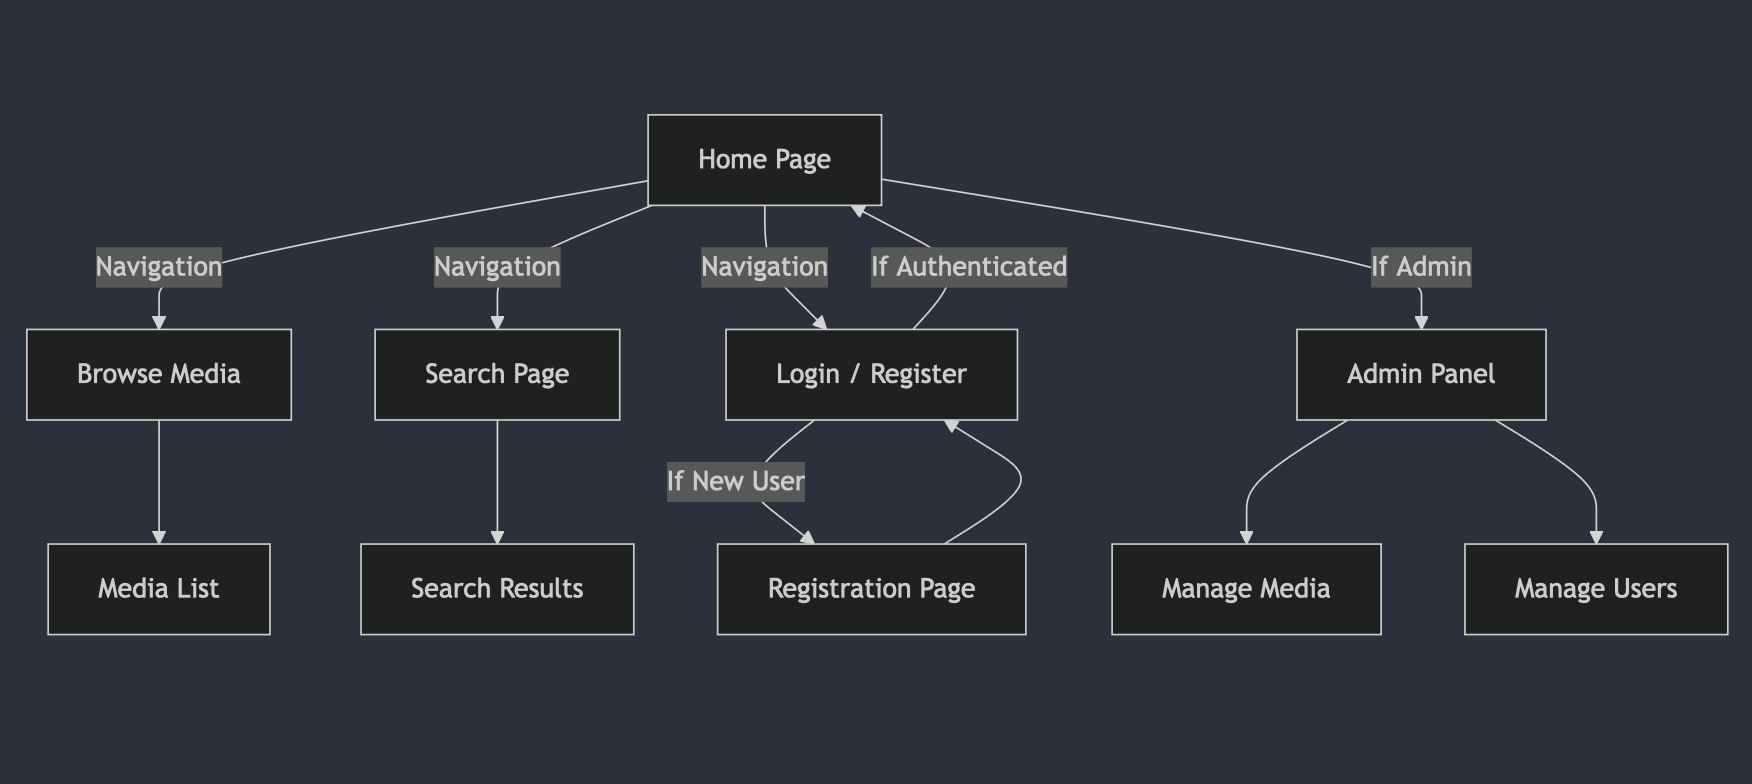 Home Page
Navigation
Navigation
Navigation
If Authenticated
If Admin
Browse Media
Search Page
Login / Register
Admin Panel
If New User
Media List
Search Results
Registration Page
Manage Media
Manage Users